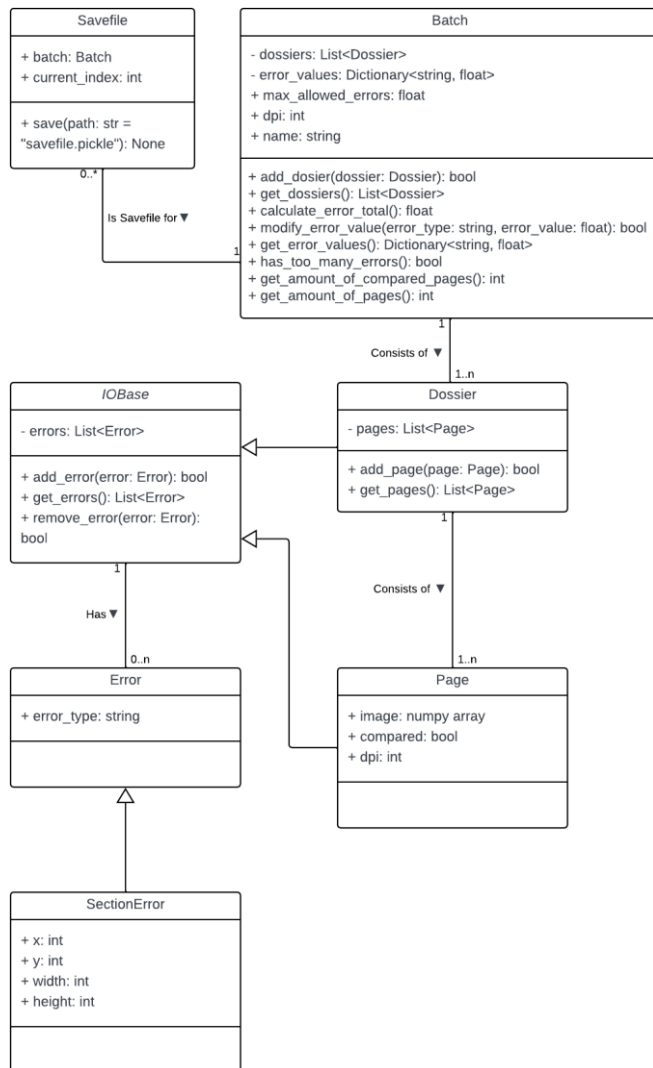 Savefile
+ batch: Batch
+ current_index: int
+ save(path: str =
"savefile.pickle"): None
0..*
Is Savefile for ▼
1
Batch
- dossiers: List<Dossier>
- error_values: Dictionary<string, float>
+ max_allowed_errors: float
+ dpi: int
+ name: string
+ add_dosier(dossier: Dossier): bool
+ get_dossiers(): List<Dossier>
+ calculate_error_total(): float
+ modify_error_value(error_type: string, error_value: float): bool
+ get_error_values(): Dictionary<string, float>
+ has_too_many_errors(): bool
+ get_amount_of_compared_pages(): int
+ get_amount_of_pages(): int
1
Consists of ▼
1..n
IOBase
- errors: List<Error>
+ add_error(error: Error): bool
+ get_errors(): List<Error>
+ remove_error(error: Error):
bool
1
Has ▼
0..n
Dossier
- pages: List<Page>
+ add_page(page: Page): bool
+ get_pages(): List<Page>
1
Consists of ▼
1..n
Error
+ error_type: string
Page
+ image: numpy array
+ compared: bool
+ dpi: int
SectionError
+ x: int
+ y: int
+ width: int
+ height: int